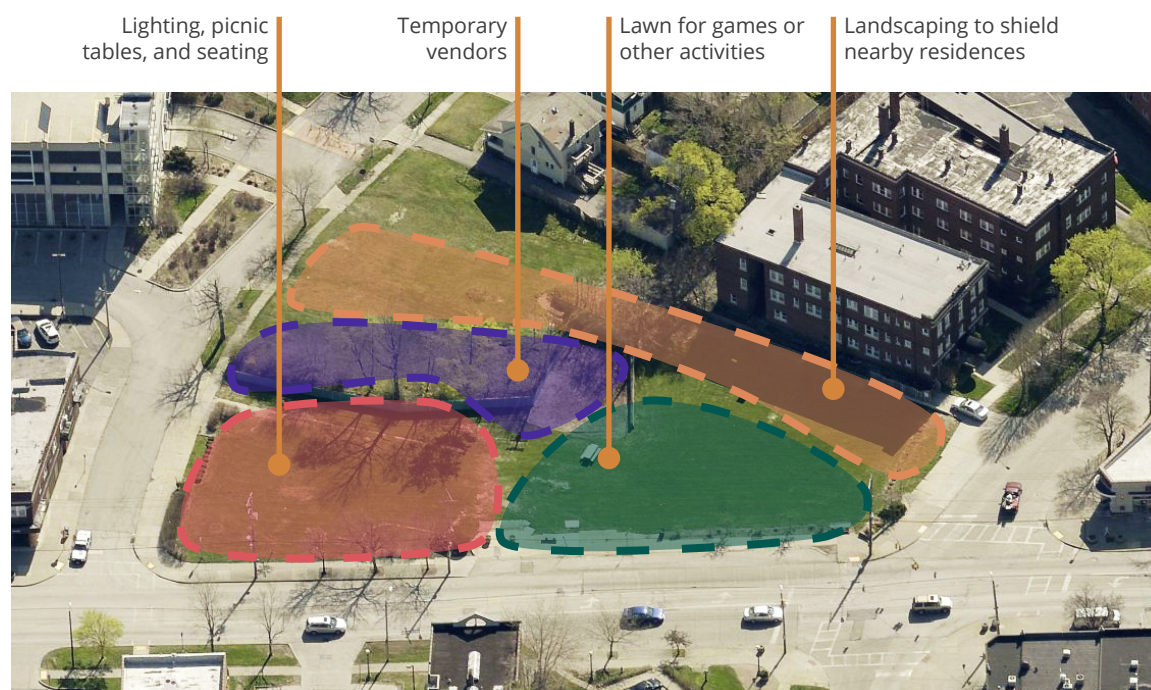 Lighting, picnic
tables, and seating
Temporary
vendors
Lawn for games or
other activities
Landscaping to shield
nearby residences